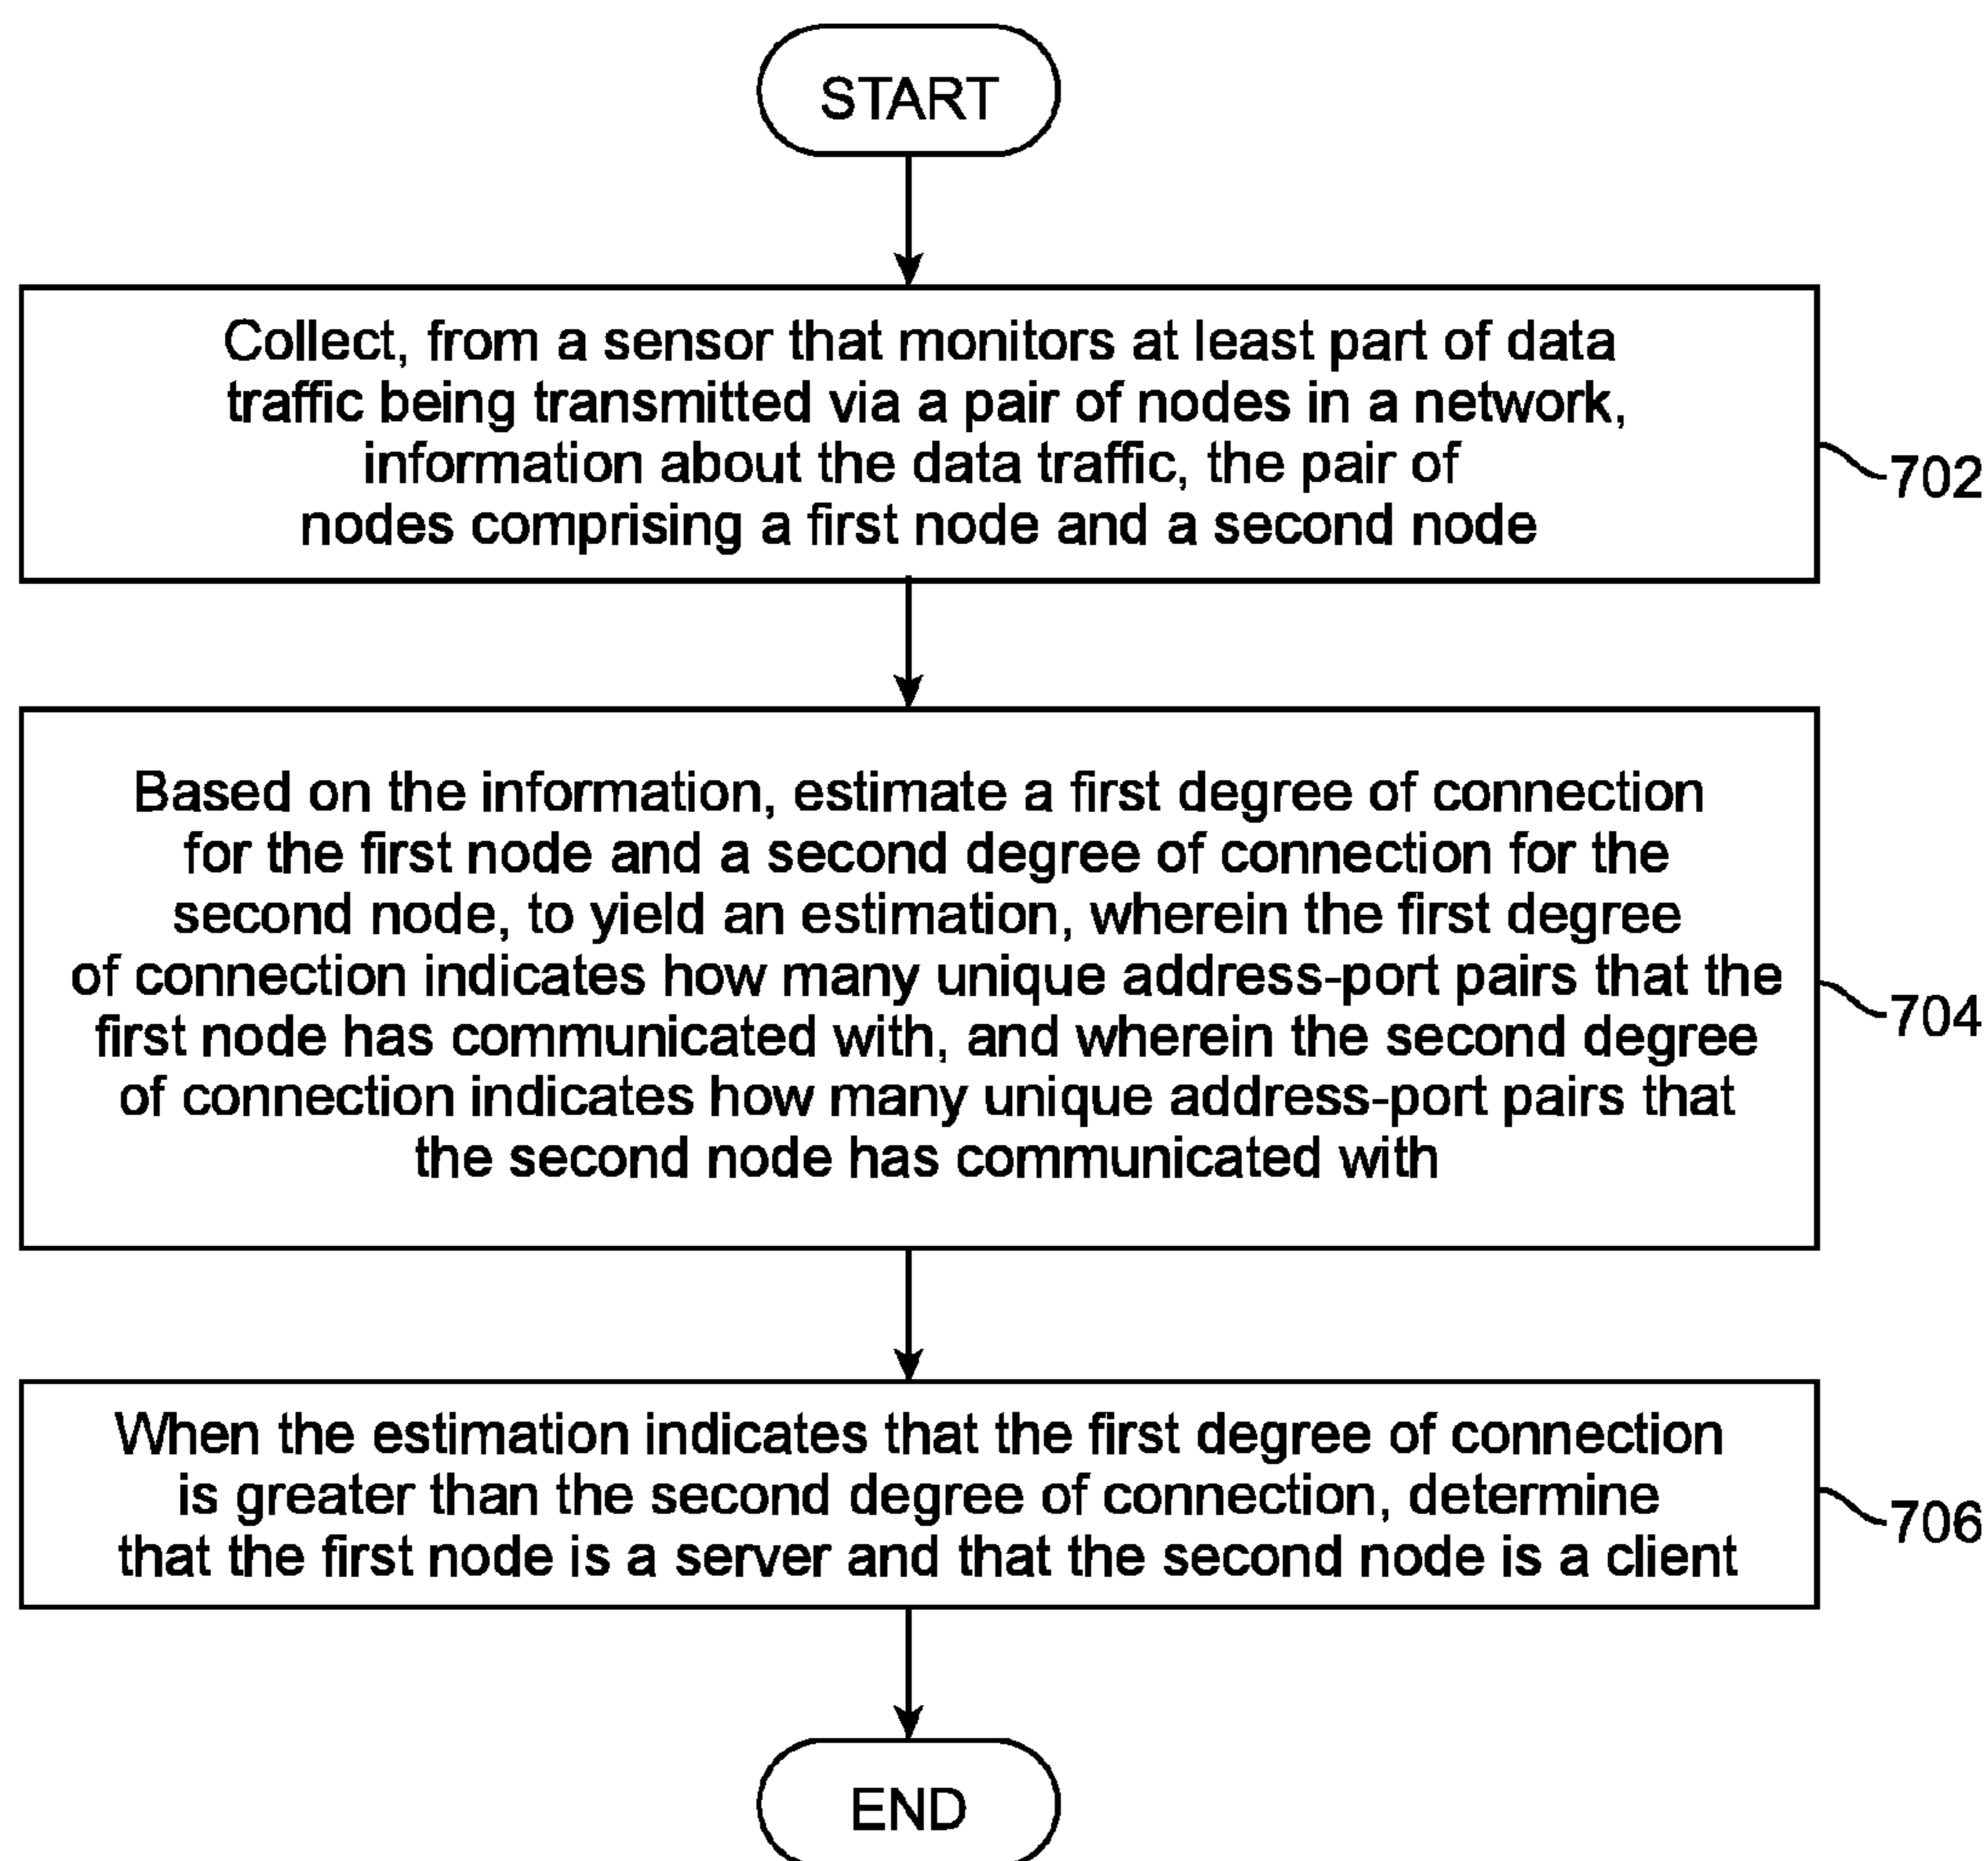 START
Collect, from a sensor that monitors at least part of data
traffic being transmitted via a pair of nodes in a network,
information about the data traffic, the pair of
nodes comprising a first node and a second node
702
Based on the information, estimate a first degree of connection
for the first node and a second degree of connection for the
second node, to yield an estimation, wherein the first degree
of connection indicates how many unique address-port pairs that the
first node has communicated with, and wherein the second degree
of connection indicates how many unique address-port pairs that
the second node has communicated with
704
When the estimation indicates that the first degree of connection
is greater than the second degree of connection, determine
that the first node is a server and that the second node is a client
706
END